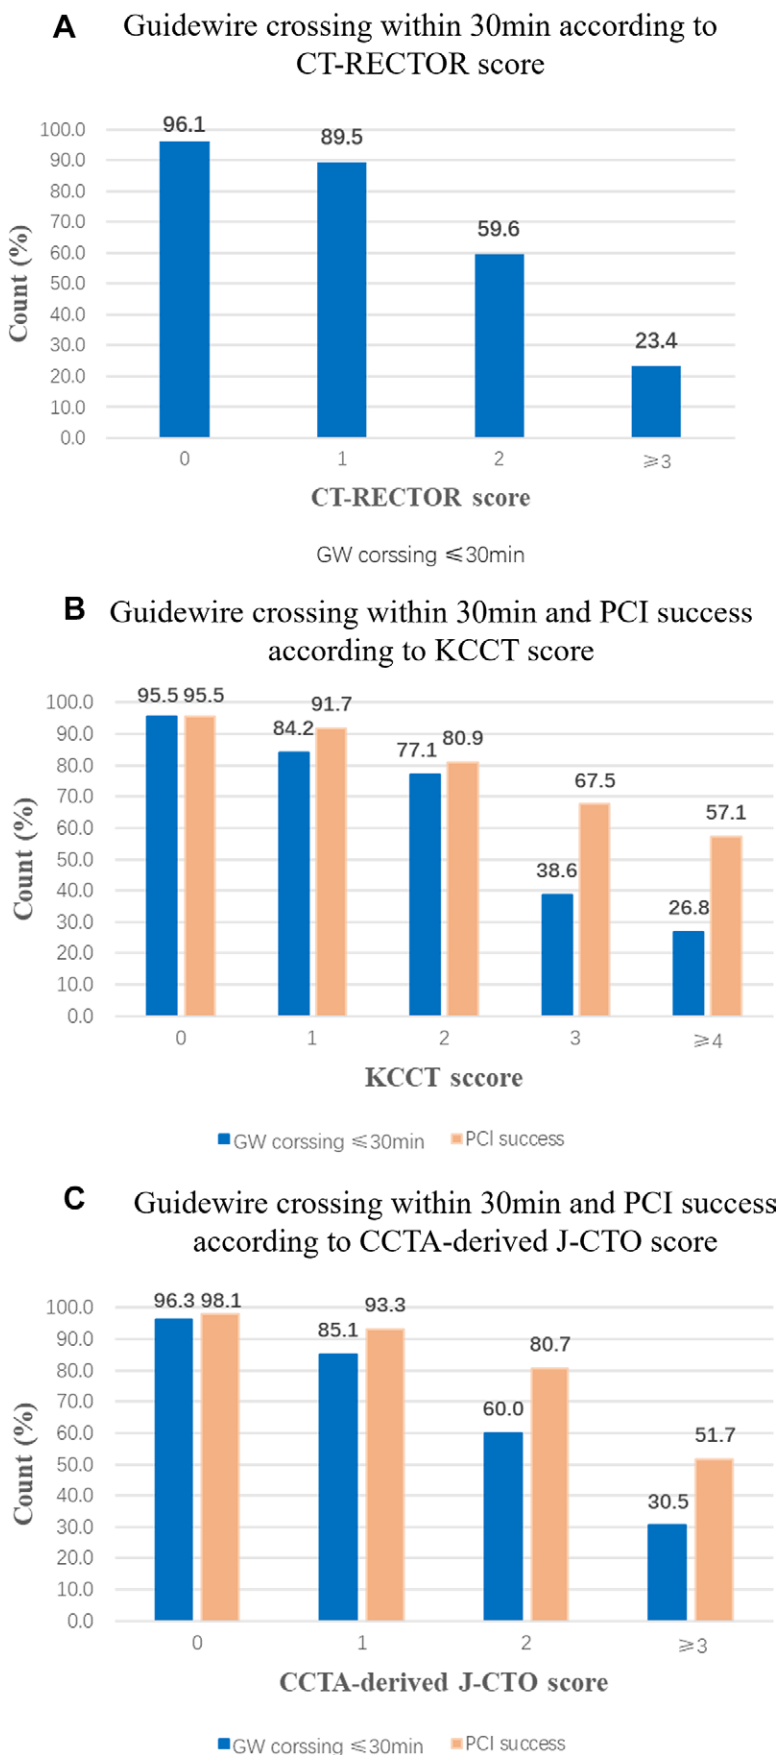 A
Guidewire crossing within 30min according to
CT-RECTOR score
Count (%)
100.0
90.0
80.0
70.0
60.0
50.0
40.0
30.0
20.0
10.0
0.0
96.1
89.5
59.6
23.4
0 1 2 ⩾3
CT-RECTOR score
GW corssing ⩽30min
B
Guidewire crossing within 30min and PCI success
according to KCCT score
Count (%)
100.0
90.0
80.0
70.0
60.0
50.0
40.0
30.0
20.0
10.0
0.0
95.5 95.5
84.2 91.7
77.1 80.9
38.6 67.5
26.8 57.1
0 1 2 3 ⩾4
KCCT sccore
GW corssing ⩽30min PCI success
C
Guidewire crossing within 30min and PCI success
according to CCTA-derived J-CTO score
Count (%)
100.0
90.0
80.0
70.0
60.0
50.0
40.0
30.0
20.0
10.0
0.0
96.3 98.1
85.1 93.3
60.0 80.7
30.5 51.7
0 1 2 ⩾3
CCTA-derived J-CTO score
GW corssing ⩽30min PCI success